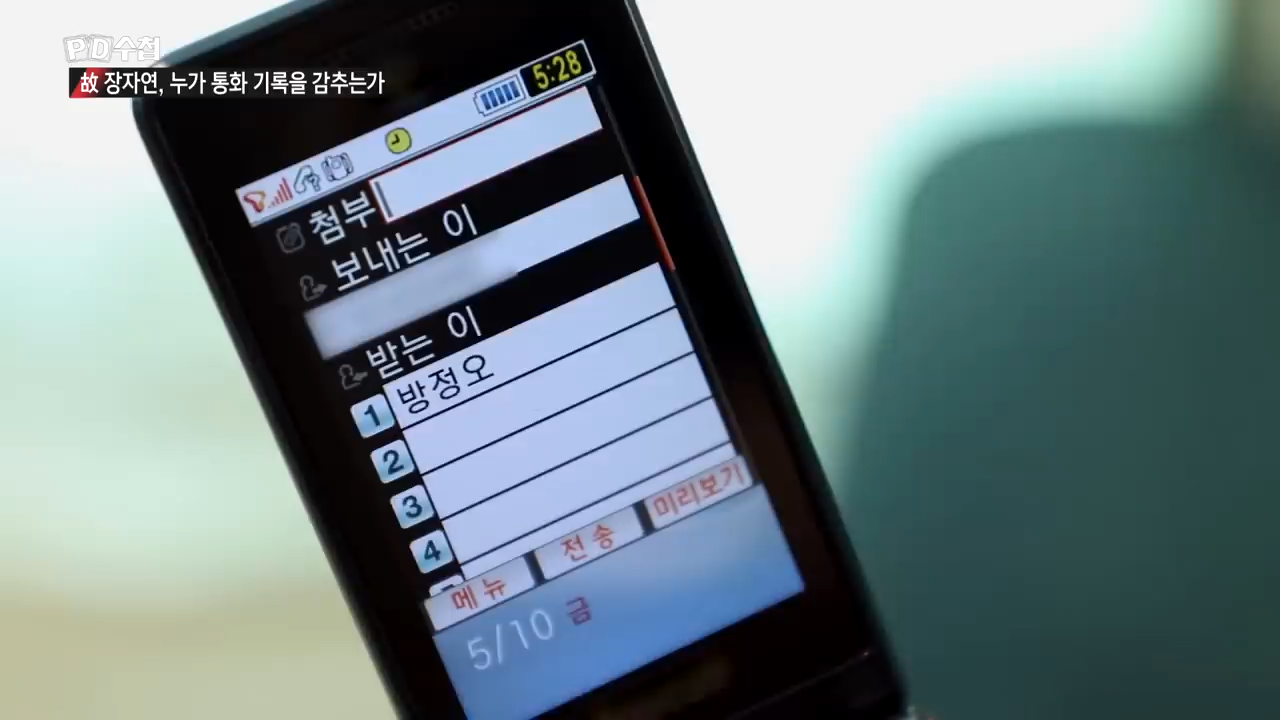 PD수첩
故 장자연, 누가 통화 기록을 감추는가
5:28
첨부
보내는 이
받는 이
1 방정오
2
3
4
메뉴 전송 미리보기
5/10 금